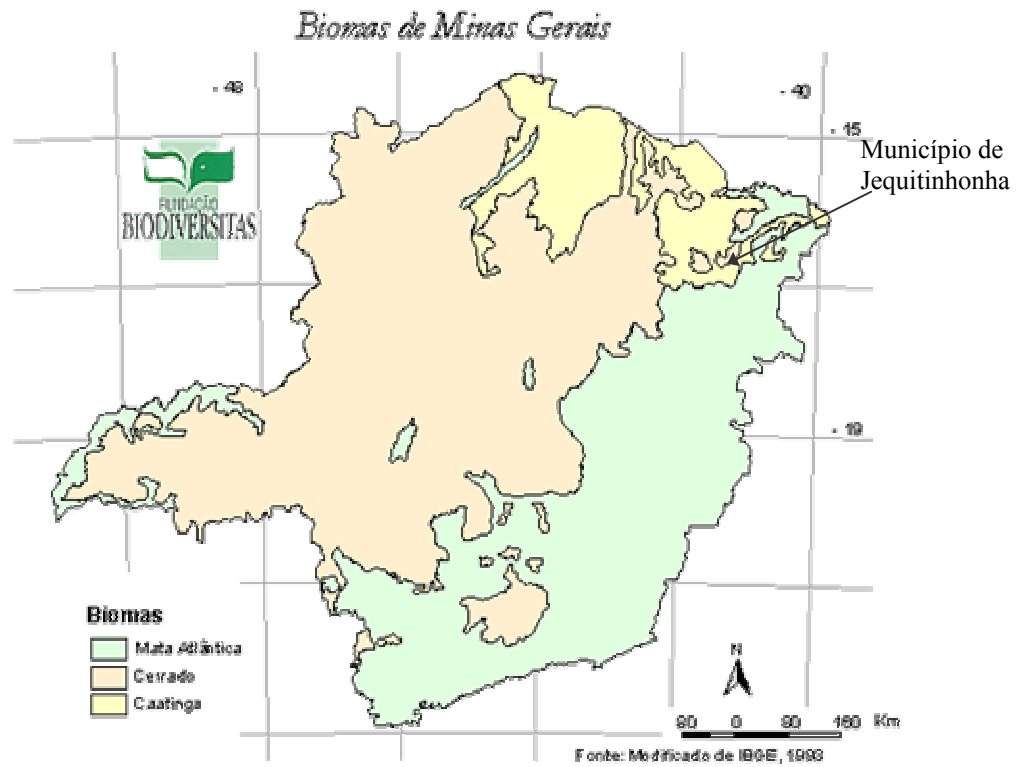 Biomas de Minas Gerais
- 48
- 40
- 15
Município de
Jequitinhonha
FUNDAÇÃO
BIODIVERSITAS
- 19
Biomas
Mata Atlântica
Cerrado
Caatinga
N
80 0 80 160 Km
Fonte: Modificado de IBGE, 1993